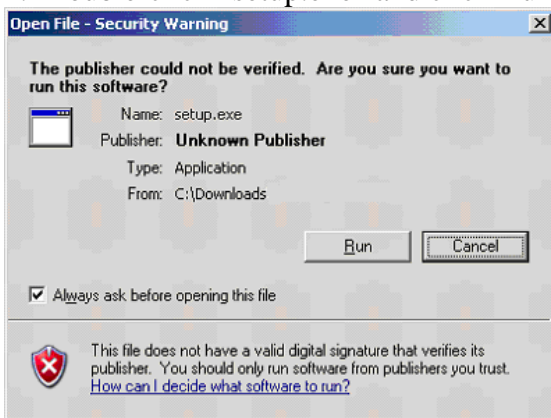 Open File - Security Warning
The publisher could not be verified. Are you sure you want to
run this software?
Name: setup.exe
Publisher: Unknown Publisher
Type: Application
From: C:\Downloads
Run Cancel
Always ask before opening this file
This file does not have a valid digital signature that verifies its
publisher. You should only run software from publishers you trust.
How can I decide what software to run?